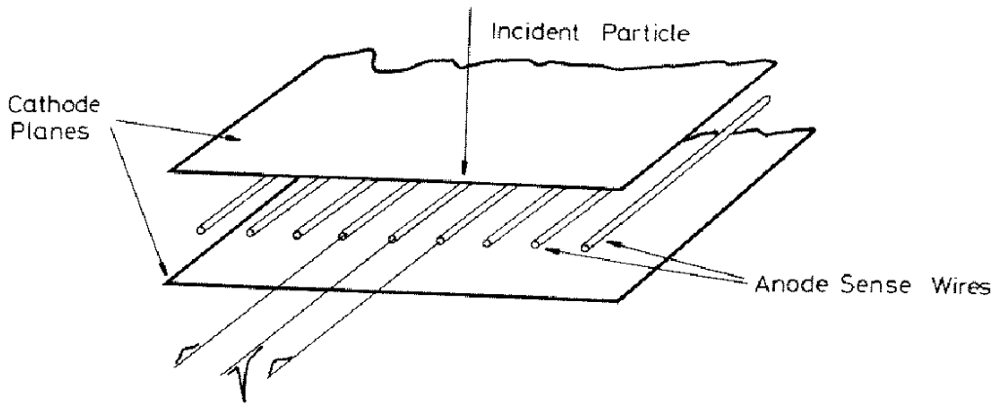 Incident Particle
Cathode
Planes
Anode Sense Wires